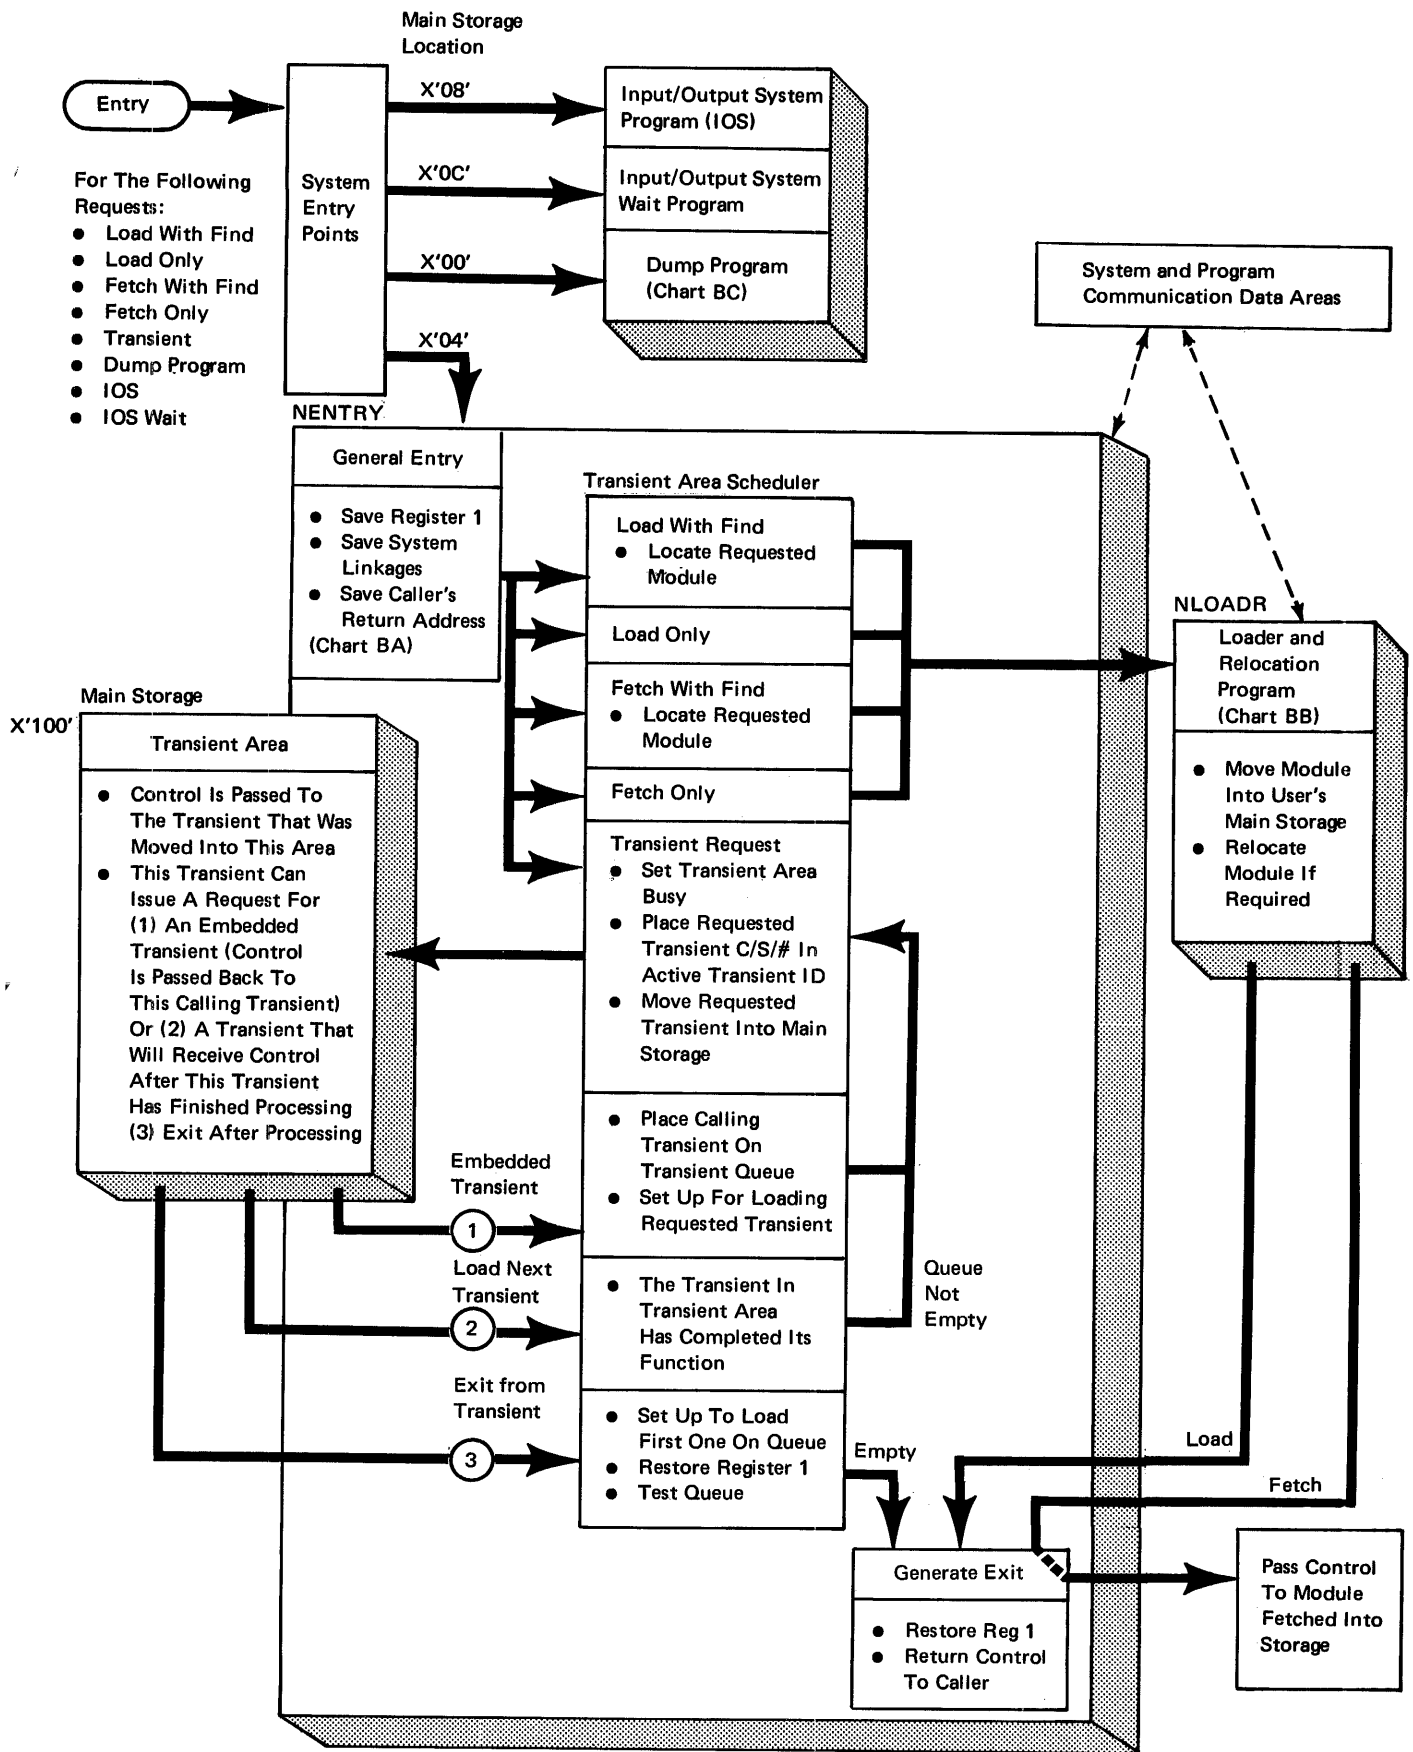 Main Storage
Location
Entry
X'08'
Input/Output System
Program (IOS)
For The Following
Requests:
● Load With Find
● Load Only
● Fetch With Find
● Fetch Only
● Transient
● Dump Program
● IOS
● IOS Wait
System
Entry
Points
X'0C'
Input/Output System
Wait Program
X'00'
Dump Program
(Chart BC)
X'04'
System and Program
Communication Data Areas
NENTRY
General Entry
● Save Register 1
● Save System
Linkages
● Save Caller's
Return Address
(Chart BA)
Transient Area Scheduler
Load With Find
● Locate Requested
Module
Load Only
Fetch With Find
● Locate Requested
Module
Fetch Only
Transient Request
● Set Transient Area
Busy
● Place Requested
Transient C/S/# In
Active Transient ID
● Move Requested
Transient Into Main
Storage
● Place Calling
Transient On
Transient Queue
● Set Up For Loading
Requested Transient
● The Transient In
Transient Area
Has Completed Its
Function
● Set Up To Load
First One On Queue
● Restore Register 1
● Test Queue
NLOADR
Loader and
Relocation
Program
(Chart BB)
● Move Module
Into User's
Main Storage
● Relocate
Module If
Required
Main Storage
X'100'
Transient Area
● Control Is Passed To
The Transient That Was
Moved Into This Area
● This Transient Can
Issue A Request For
(1) An Embedded
Transient (Control
Is Passed Back To
This Calling Transient)
Or (2) A Transient That
Will Receive Control
After This Transient
Has Finished Processing
(3) Exit After Processing
Embedded
Transient
1
Load Next
Transient
2
Exit from
Transient
3
Queue
Not
Empty
Empty
Load
Fetch
Generate Exit
● Restore Reg 1
● Return Control
To Caller
Pass Control
To Module
Fetched Into
Storage